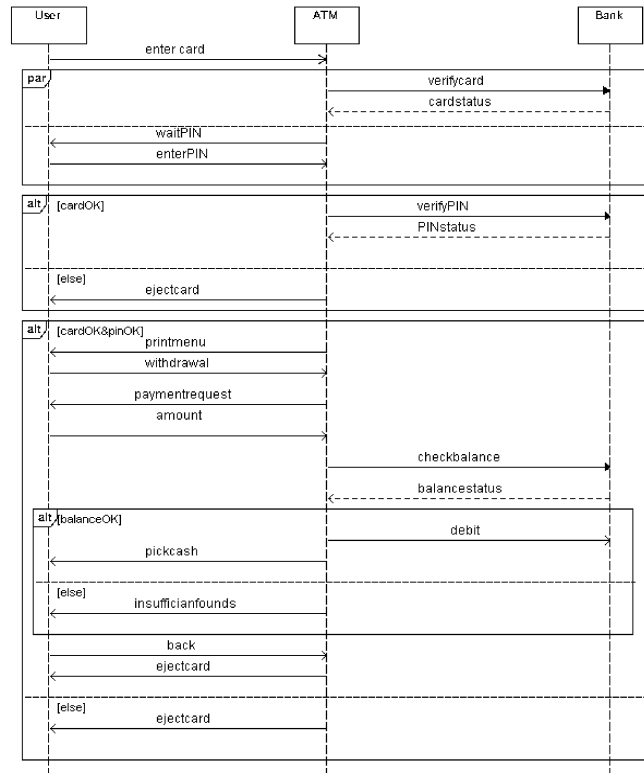 User
ATM
Bank
enter card
par
verifycard
cardstatus
waitPIN
enterPIN
alt
[cardOK]
verifyPIN
PINstatus
[else]
ejectcard
alt
[cardOK&pinOK]
printmenu
withdrawal
paymentrequest
amount
checkbalance
balancestatus
alt
[balanceOK]
debit
pickcash
[else]
insufficianfounds
back
ejectcard
[else]
ejectcard